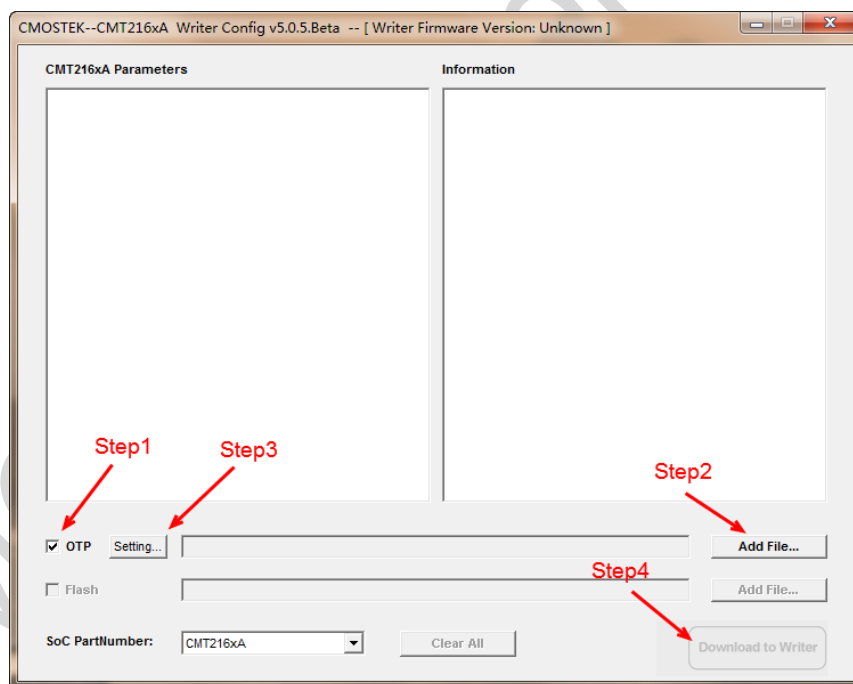 CMOSTEK--CMT216xA Writer Config v5.0.5.Beta -- [ Writer Firmware Version: Unknown ]
CMT216xA Parameters
Information
Step1
Step3
Step2
OTP
Setting...
Add File...
Step4
Flash
Add File...
SoC PartNumber:
CMT216xA
Clear All
Download to Writer